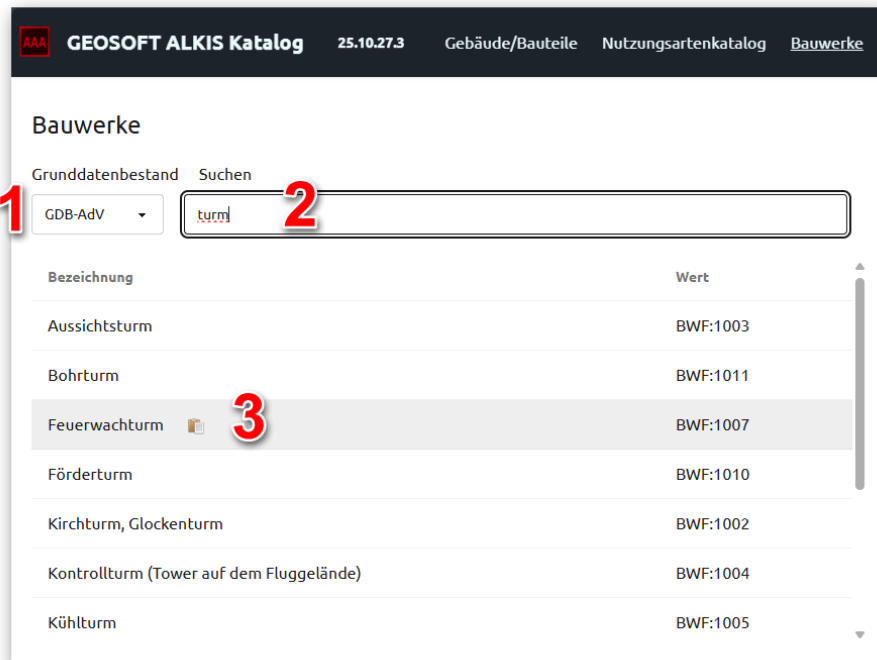 AAA GEOSOFT ALKIS Katalog 25.10.27.3 Gebäude/Bauteile Nutzungsartenkatalog Bauwerke
Bauwerke
Grunddatenbestand Suchen
1 GDB-AdV turm 2
Bezeichnung Wert
Aussichtsturm BWF:1003
Bohrturm BWF:1011
Feuerwachturm 3 BWF:1007
Förderturm BWF:1010
Kirchturm, Glockenturm BWF:1002
Kontrollturm (Tower auf dem Fluggelände) BWF:1004
Kühlturm BWF:1005